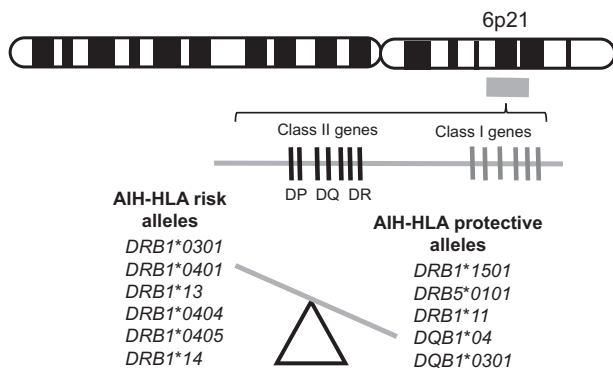 6p21
Class II genes
Class I genes
DP DQ DR
AIH-HLA risk
alleles
DRB1*0301
DRB1*0401
DRB1*13
DRB1*0404
DRB1*0405
DRB1*14
AIH-HLA protective
alleles
DRB1*1501
DRB5*0101
DRB1*11
DQB1*04
DQB1*0301